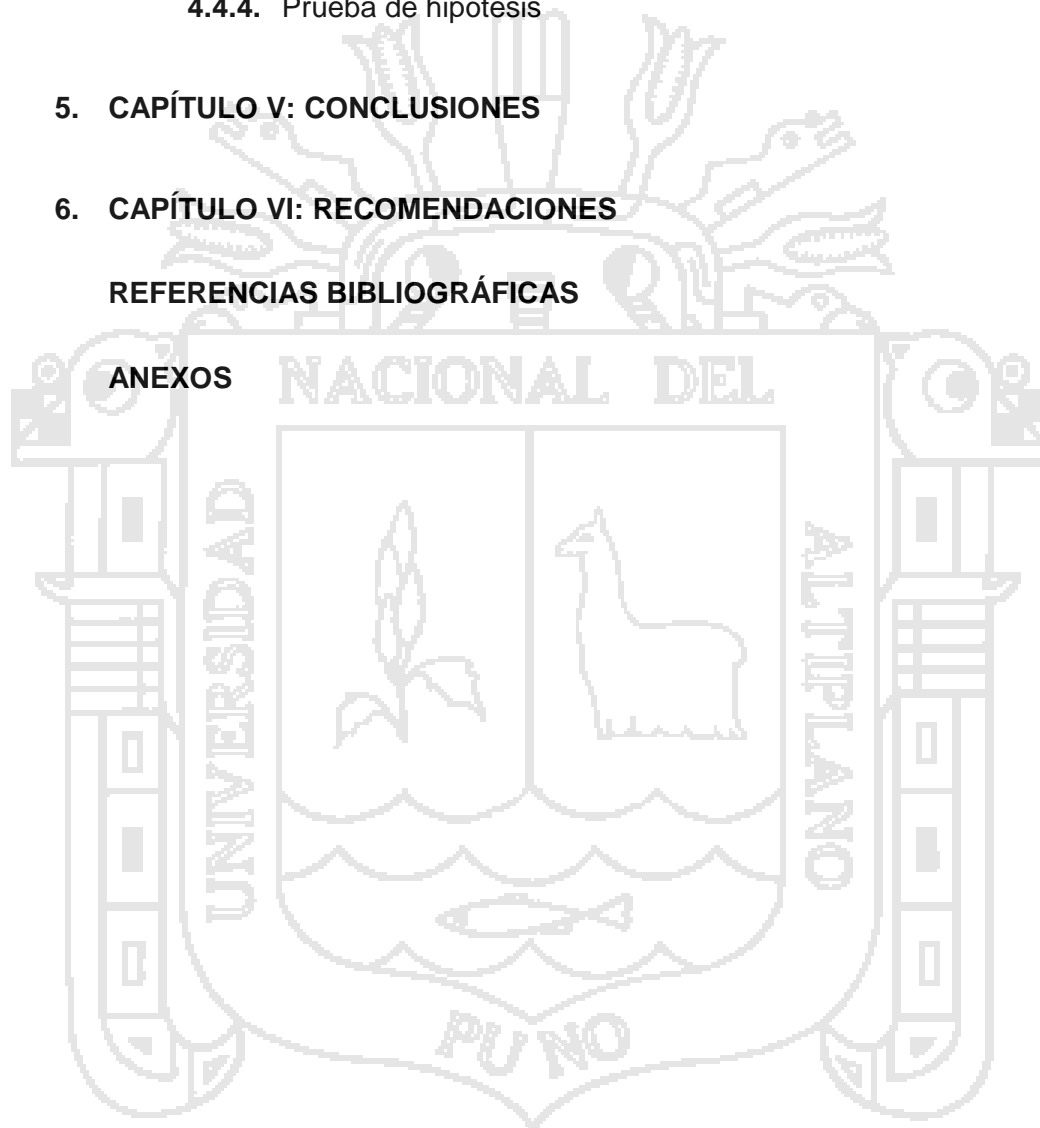 4.4.4. Prueba de hipótesis
5. CAPÍTULO V: CONCLUSIONES
6. CAPÍTULO VI: RECOMENDACIONES
REFERENCIAS BIBLIOGRÁFICAS
ANEXOS
NACIONAL DEL
UNIVERSIDAD
ALTIPLANO
PUNO